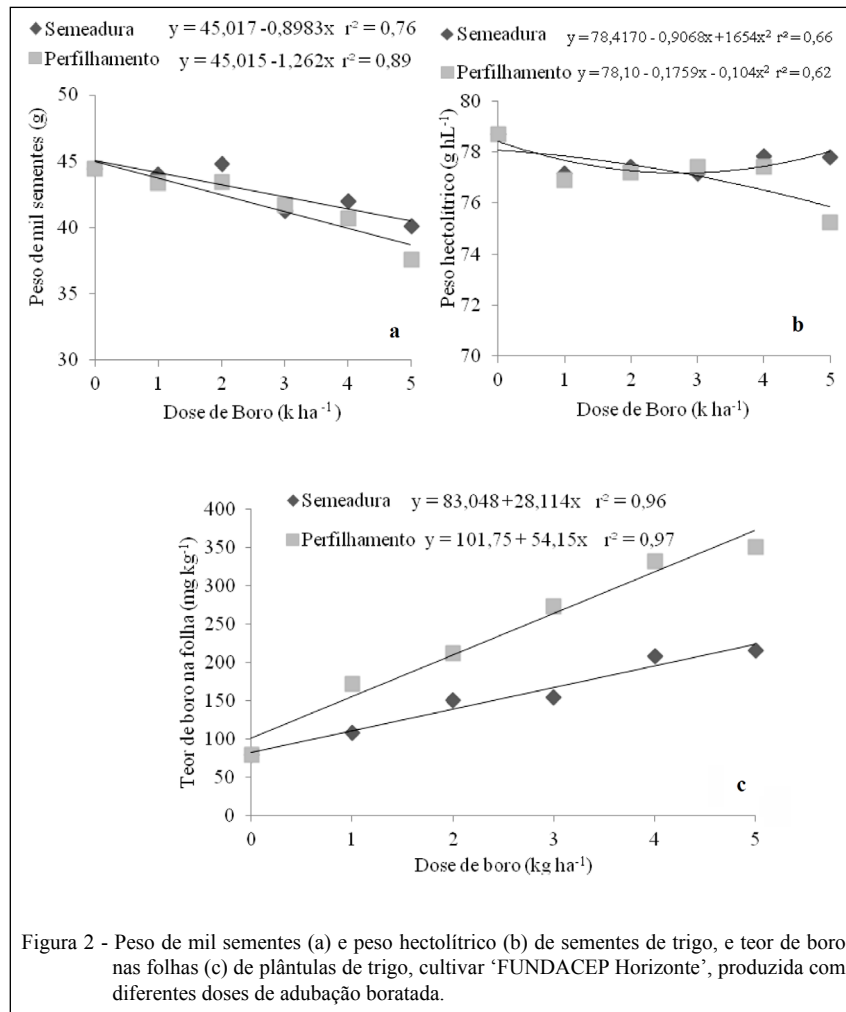 Semeadura y = 45,017 -0,8983x r² = 0,76
Perfilhamento y = 45,015 -1,262x r² = 0,89
50
45
40
35
30
Peso de mil sementes (g)
0 1 2 3 4 5
Dose de Boro (k ha⁻¹)
a
Semeadura y=78,4170 - 0,9068x+1654x² r²=0,66
Perfilhamento y=78,10 - 0,1759x - 0,104x² r²=0,62
80
78
76
74
72
70
Peso hectolítrico (g hL⁻¹)
0 1 2 3 4 5
Dose de Boro (k ha⁻¹)
b
Semeadura y = 83,048+28,114x r² = 0,96
Perfilhamento y = 101,75 + 54,15x r² = 0,97
400
350
300
250
200
150
100
50
0
Teor de boro na folha (mg kg⁻¹)
0 1 2 3 4 5
Dose de boro (kg ha⁻¹)
c
Figura 2 - Peso de mil sementes (a) e peso hectolítrico (b) de sementes de trigo, e teor de boro
nas folhas (c) de plântulas de trigo, cultivar ‘FUNDACEP Horizonte’, produzida com
diferentes doses de adubação boratada.